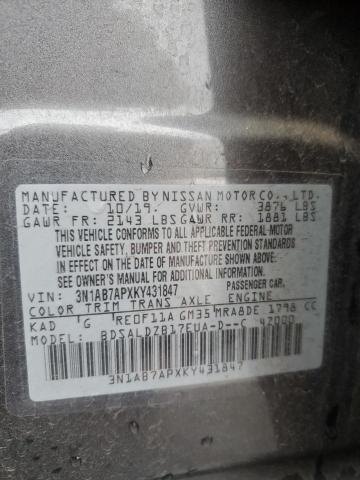 MANUFACTURED BY NISSAN MOTOR CO., LTD.
DATE: 10/19 GVWR: 3876 LBS
GAWR FR: 2143 LBS GAWR RR: 1881 LBS
THIS VEHICLE CONFORMS TO ALL
APPLICABLE FEDERAL-MOTOR
VEHICLE SAFETY, BUMPER AND THEFT PREVENTION
STANDARDS IN EFFECT ON THE DATE OF
MANUFACTURE SHOWN ABOVE.
SEE OWNER'S MANUAL
FOR ADDITIONAL INFORMATION.
VIN: 3N1AB7APXKY431847 PASSENGER CAR.
COLOR TRIM TRANS AXLE ENGINE
KAD G RE0F11A GM35 MRA8DE 1798 CC
MODEL: BDSALDZB17EUA-D--C 42000
3N1AB7APXKY431847